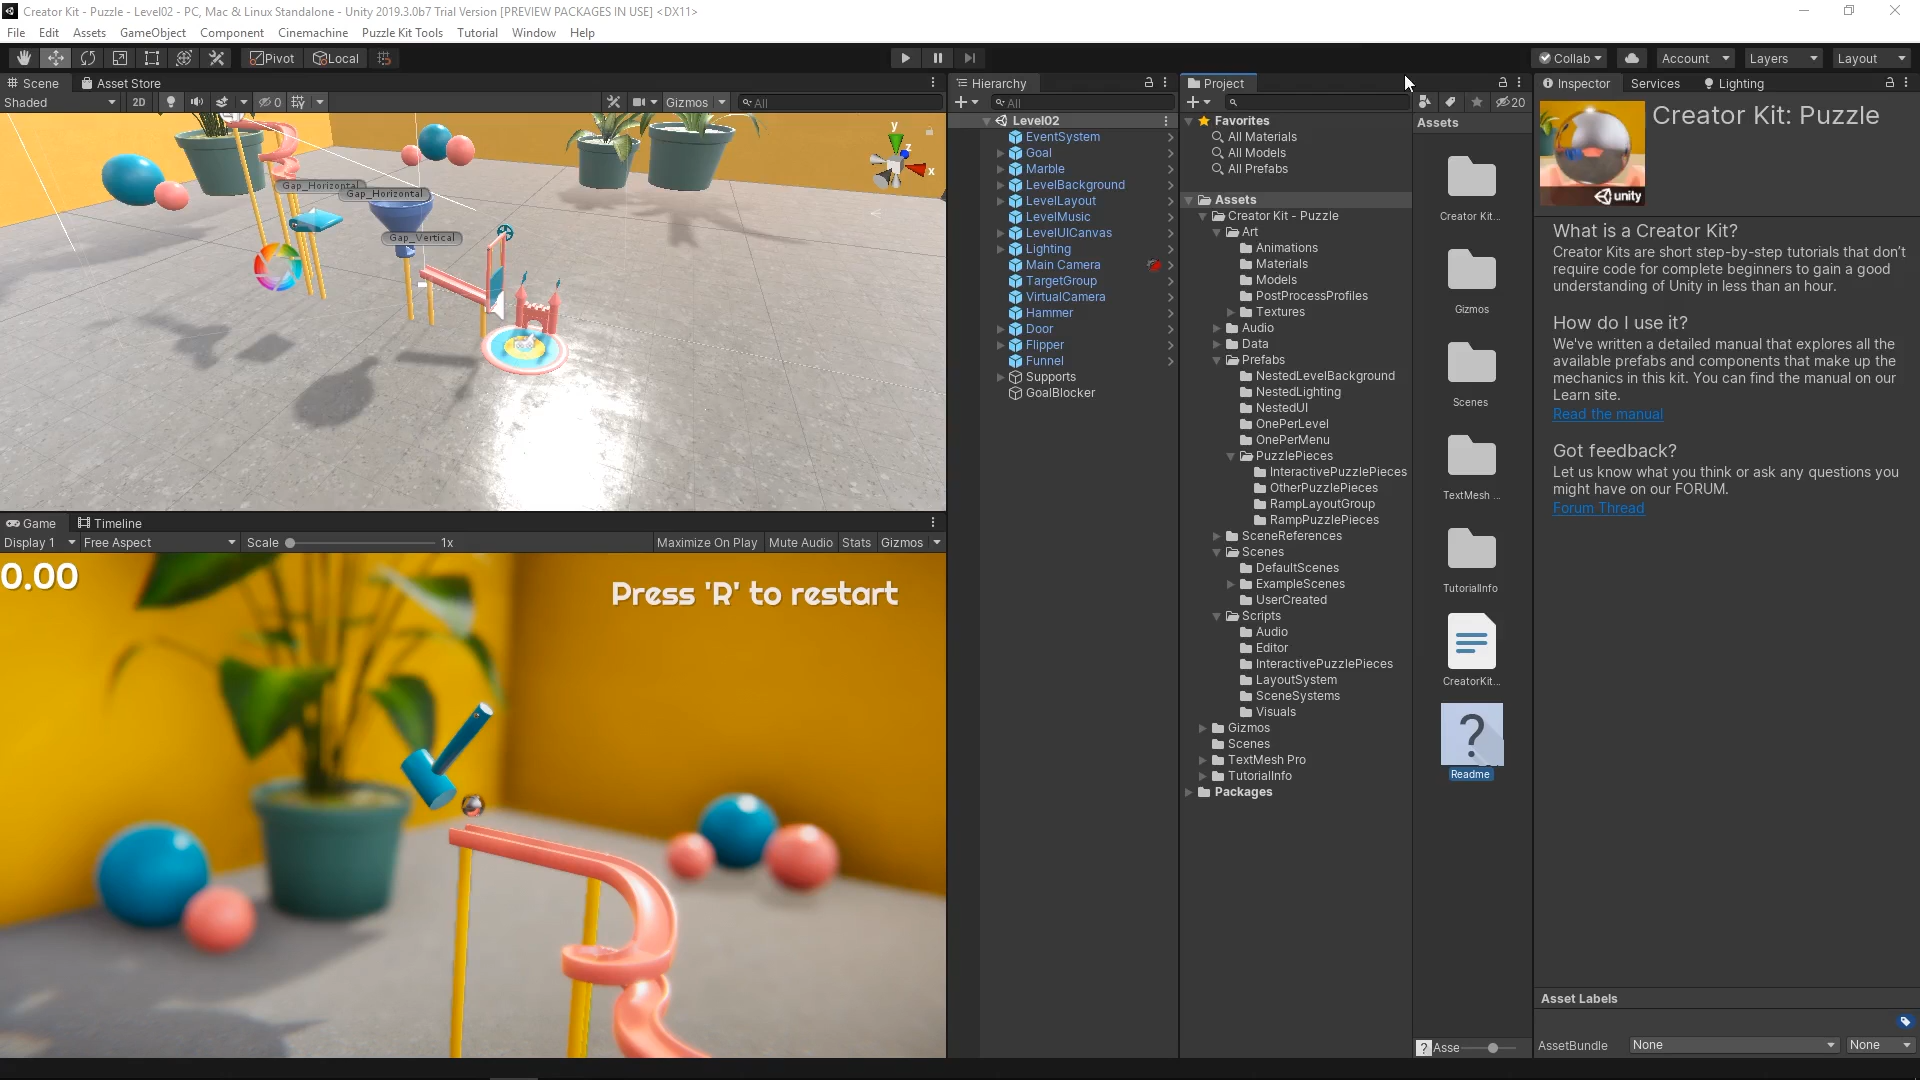 Creator Kit - Puzzle - Level02 - PC, Mac & Linux Standalone - Unity 2019.3.0b7 Trial Version [PREVIEW PACKAGES IN USE] <DX11>
File Edit Assets GameObject Component Cinemachine Puzzle Kit Tools Tutorial Window Help
Pivot Local Collab Account Layers Layout
Scene Asset Store
Shaded 2D 0 Gizmos All
y
z
x
Gap_Horizontal
Gap_Horizontal
Gap_Vertical
Game Timeline
Display 1 Free Aspect Scale 1x Maximize On Play Mute Audio Stats Gizmos
0.00
Press 'R' to restart
Hierarchy
All
Level02
EventSystem
Goal
Marble
LevelBackground
LevelLayout
LevelMusic
LevelUICanvas
Lighting
Main Camera
TargetGroup
VirtualCamera
Hammer
Door
Flipper
Funnel
Supports
GoalBlocker
Project
20
Favorites
All Materials
All Models
All Prefabs
Assets
Creator Kit - Puzzle
Art
Animations
Materials
Models
PostProcessProfiles
Textures
Audio
Data
Prefabs
NestedLevelBackground
NestedLighting
NestedUI
OnePerLevel
OnePerMenu
PuzzlePieces
InteractivePuzzlePieces
OtherPuzzlePieces
RampLayoutGroup
RampPuzzlePieces
SceneReferences
Scenes
DefaultScenes
ExampleScenes
UserCreated
Scripts
Audio
Editor
InteractivePuzzlePieces
LayoutSystem
SceneSystems
Visuals
Gizmos
Scenes
TextMesh Pro
TutorialInfo
Packages
Assets
Creator Kit...
Gizmos
Scenes
TextMesh ...
TutorialInfo
CreatorKit...
?
Readme
? Asse
Inspector Services Lighting
Creator Kit: Puzzle
unity
What is a Creator Kit?
Creator Kits are short step-by-step tutorials that don't
require code for complete beginners to gain a good
understanding of Unity in less than an hour.
How do I use it?
We've written a detailed manual that explores all the
available prefabs and components that make up the
mechanics in this kit. You can find the manual on our
Learn site.
Read the manual
Got feedback?
Let us know what you think or ask any questions you
might have on our FORUM.
Forum Thread
Asset Labels
AssetBundle None None